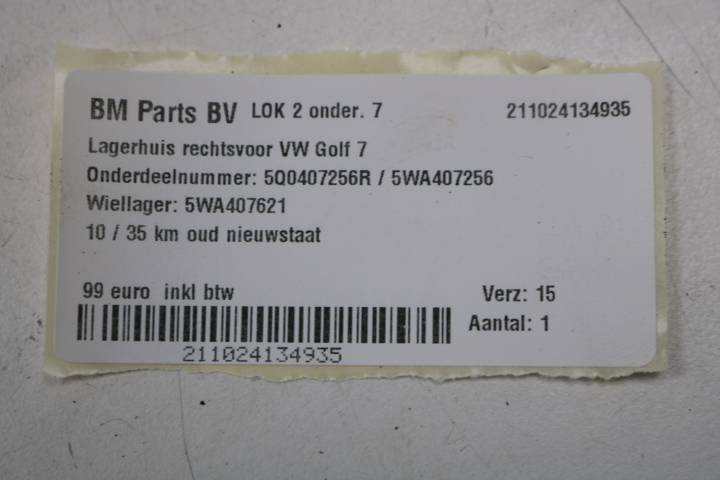 BM Parts BV LOK 2 onder. 7 211024134935
Lagerhuis rechtsvoor VW Golf 7
Onderdeelnummer: 5Q0407256R / 5WA407256
Wiellager: 5WA407621
10 / 35 km oud nieuwstaat
99 euro inkl btw Verz: 15
Aantal: 1
211024134935